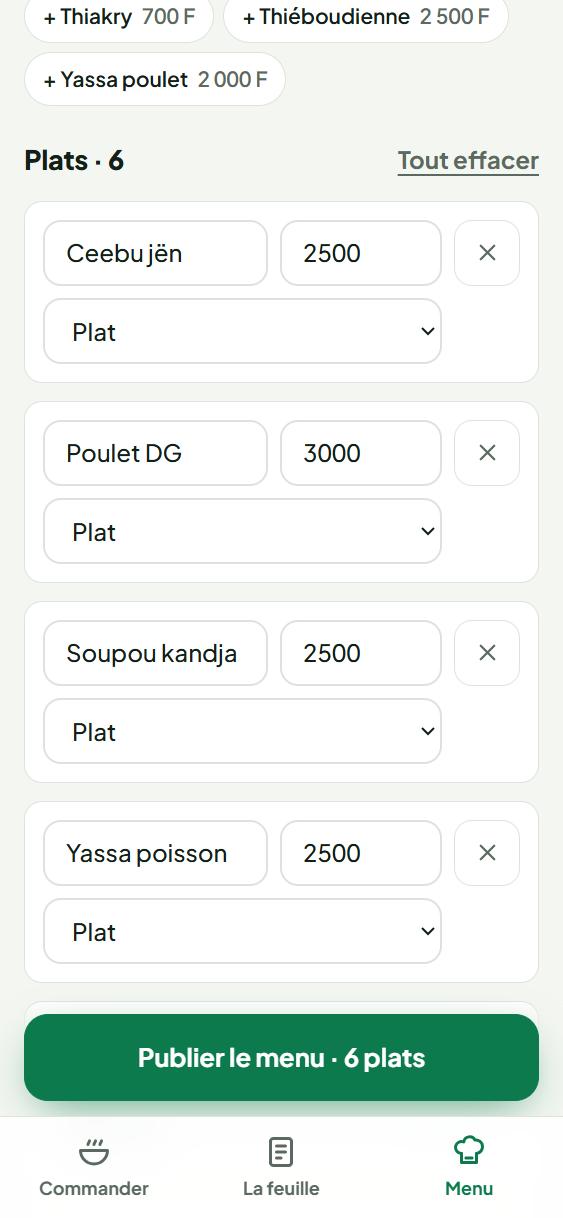 + Thiakry 700 F + Thiéboudienne 2 500 F
+ Yassa poulet 2 000 F
Plats · 6 Tout effacer
Ceebu jën 2500
Plat
Poulet DG 3000
Plat
Soupou kandja 2500
Plat
Yassa poisson 2500
Plat
Publier le menu · 6 plats
Commander La feuille Menu